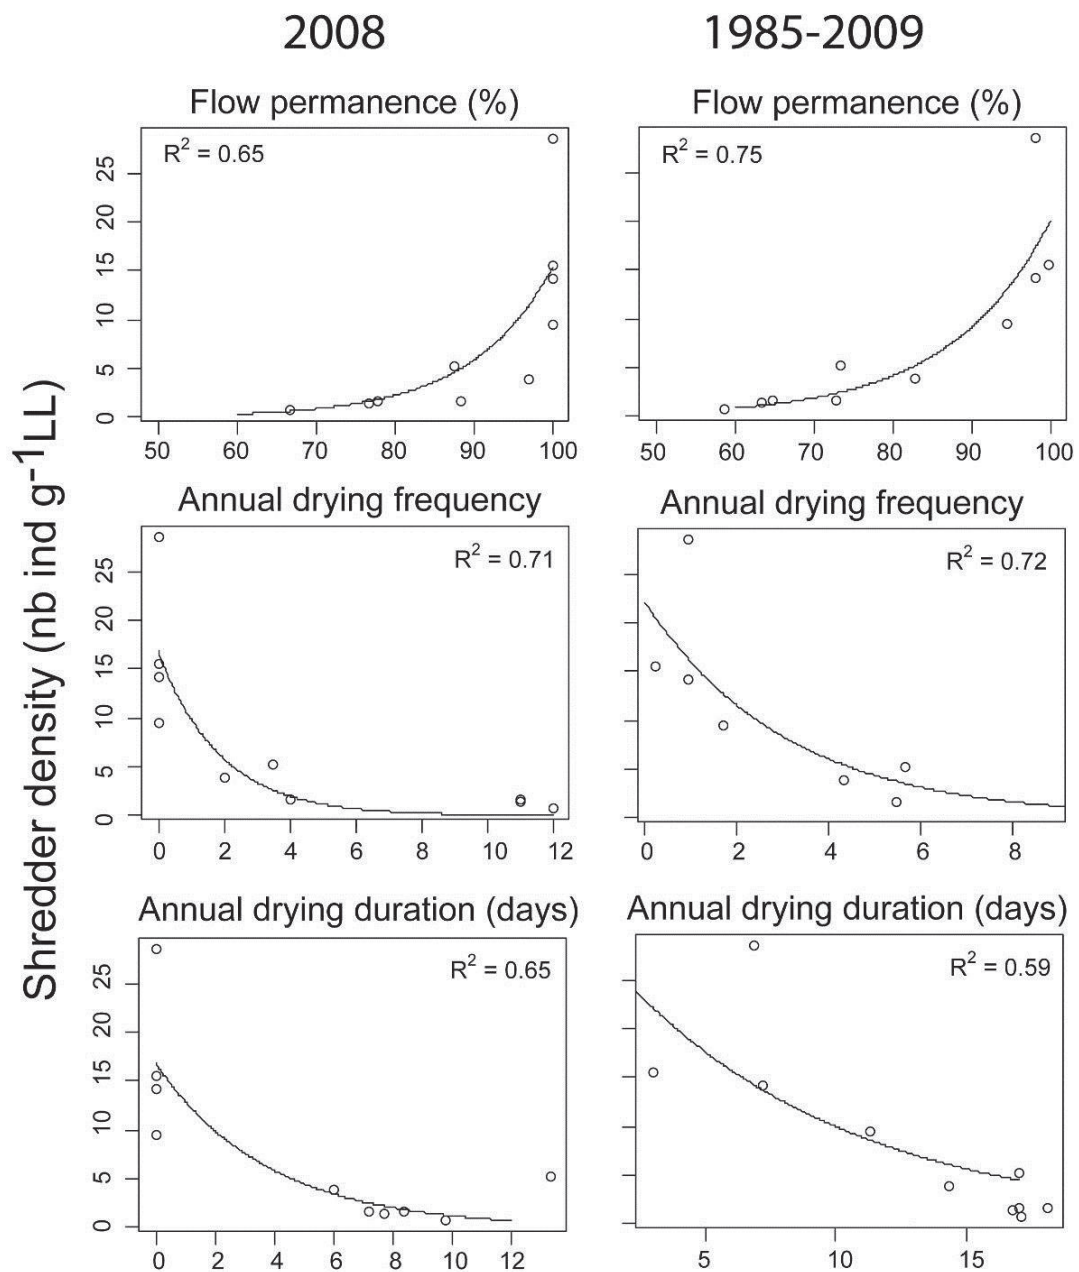 2008 1985-2009
Flow permanence (%) Flow permanence (%)
R² = 0.65 R² = 0.75
25
20
15
10
5
0
50 60 70 80 90 100 50 60 70 80 90 100
Shredder density (nb ind g⁻¹LL)
Annual drying frequency Annual drying frequency
R² = 0.71 R² = 0.72
25
20
15
10
5
0
0 2 4 6 8 10 12 0 2 4 6 8
Annual drying duration (days) Annual drying duration (days)
R² = 0.65 R² = 0.59
25
20
15
10
5
0
0 2 4 6 8 10 12 5 10 15